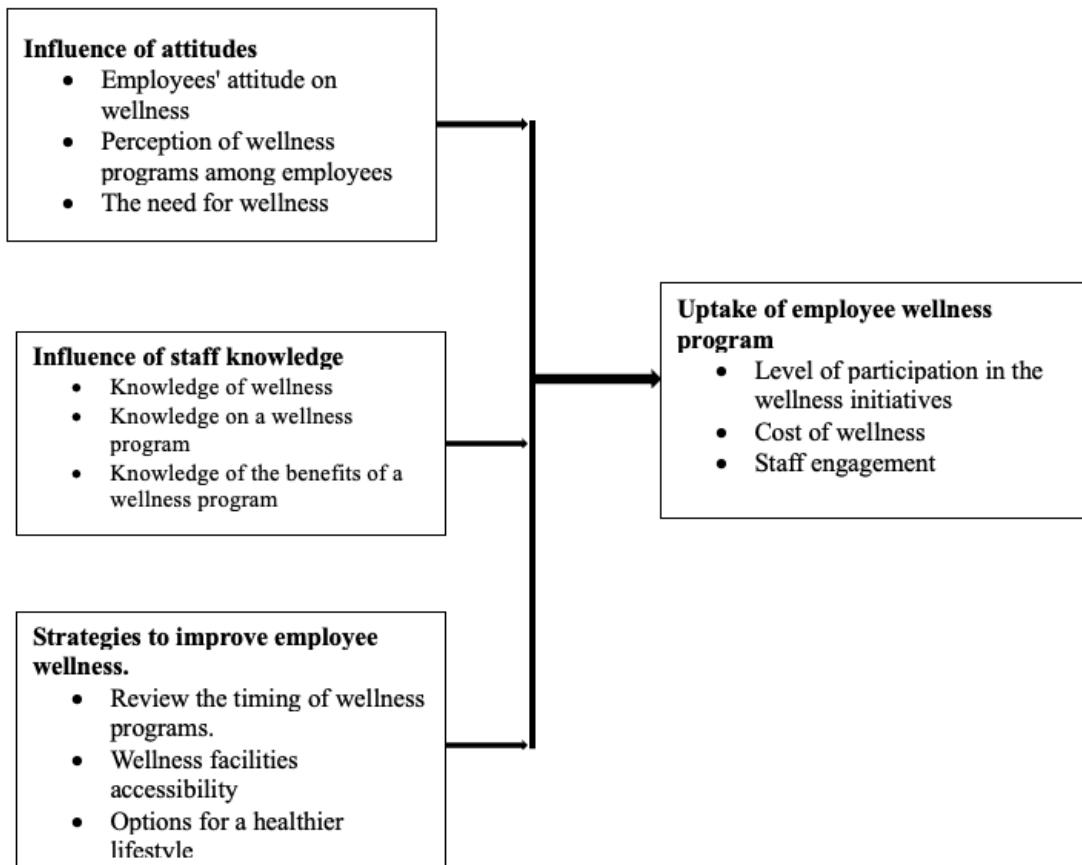 Influence of attitudes
• Employees' attitude on
wellness
• Perception of wellness
programs among employees
• The need for wellness
Influence of staff knowledge
• Knowledge of wellness
• Knowledge on a wellness
program
• Knowledge of the benefits of a
wellness program
Strategies to improve employee
wellness.
• Review the timing of wellness
programs.
• Wellness facilities
accessibility
• Options for a healthier
lifestyle
Uptake of employee wellness
program
• Level of participation in the
wellness initiatives
• Cost of wellness
• Staff engagement